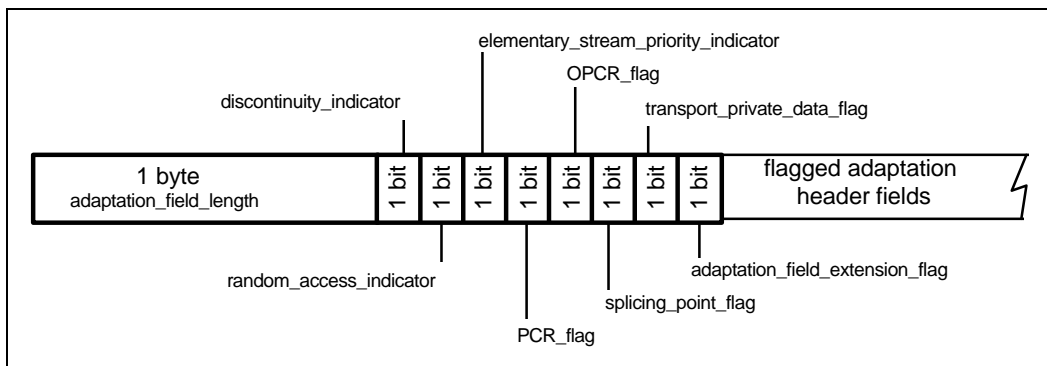 elementary_stream_priority_indicator
OPCR_flag
discontinuity_indicator
transport_private_data_flag
1 byte
adaptation_field_length
1 bit
1 bit
1 bit
1 bit
1 bit
1 bit
1 bit
1 bit
flagged adaptation
header fields
random_access_indicator
adaptation_field_extension_flag
splicing_point_flag
PCR_flag